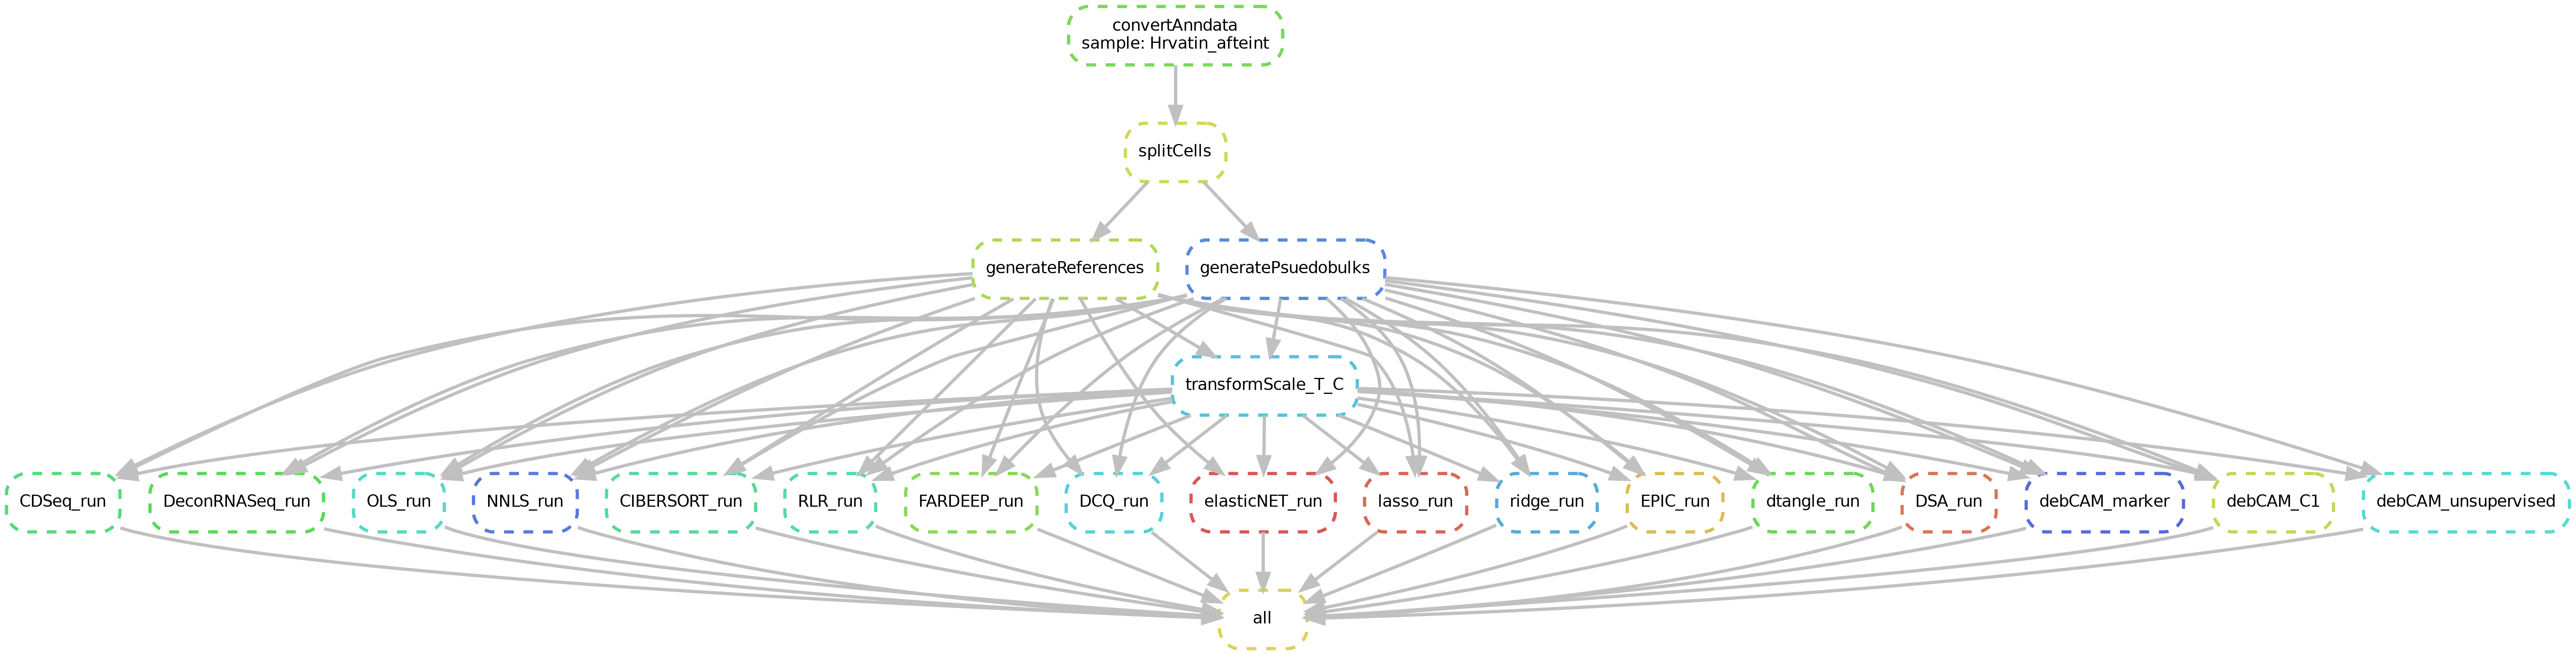 convertAnndata
sample: Hrvatin_afteint
splitCells
generateReferences
generatePsuedobulks
transformScale_T_C
CDSeq_run
DeconRNASeq_run
OLS_run
NNLS_run
CIBERSORT_run
RLR_run
FARDEEP_run
DCQ_run
elasticNET_run
lasso_run
ridge_run
EPIC_run
dtangle_run
DSA_run
debCAM_marker
debCAM_C1
debCAM_unsupervised
all